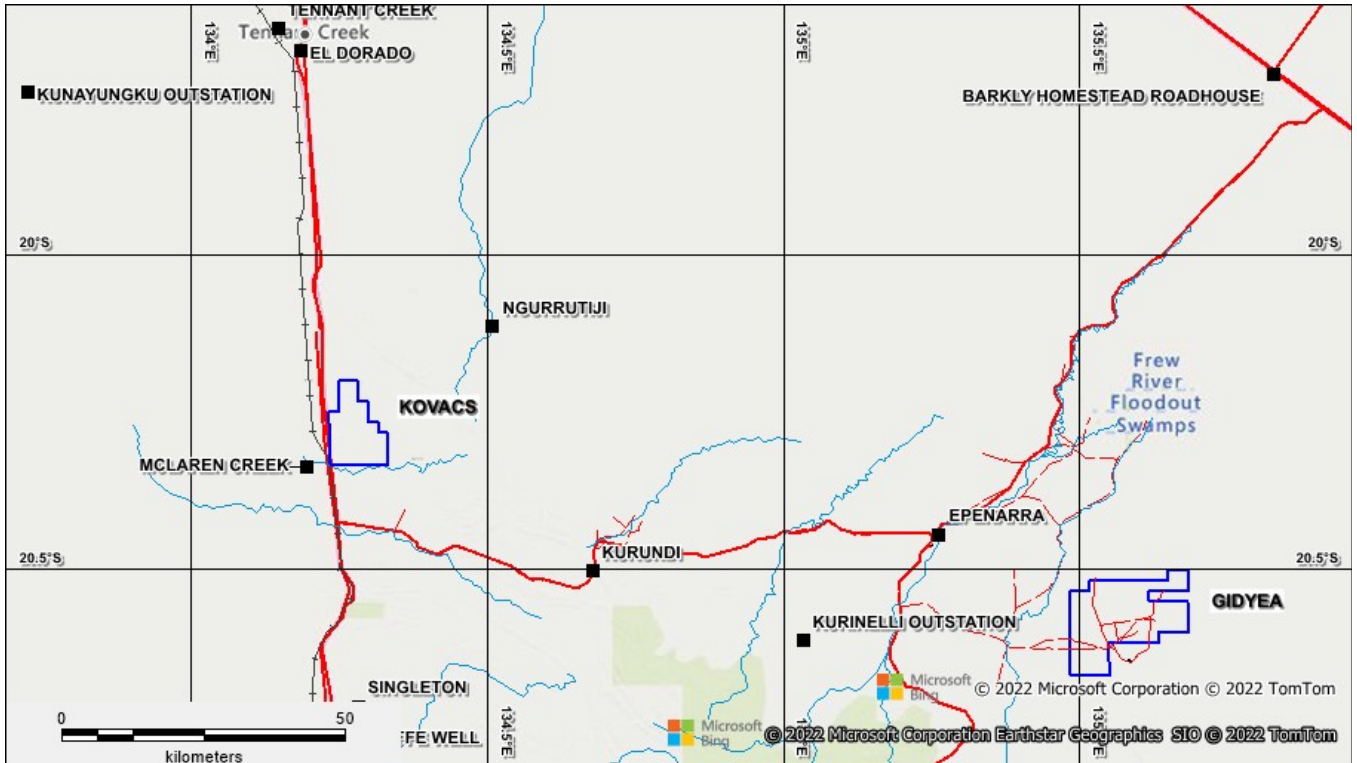 TENNANT CREEK
Creek
EL DORADO
KUNAYUNGKU OUTSTATION
134°E
134.5°E
135°E
135.5°E
BARKLY HOMESTEAD ROADHOUSE
20°S
20°S
NGURRUTIJI
Frew
River
Floodout
Swamps
KOVACS
MCLAREN CREEK
EPENARRA
KURUNDI
20.5°S
20.5°S
GIDYEA
KURINELLI OUTSTATION
SINGLETON
Microsoft
Bing
© 2022 Microsoft Corporation © 2022 TomTom
0
50
kilometers
FE WELL
134.5°E
Microsoft
Bing
135°E
© 2022 Microsoft Corporation Earthstar Geographics SIO © 2022 TomTom